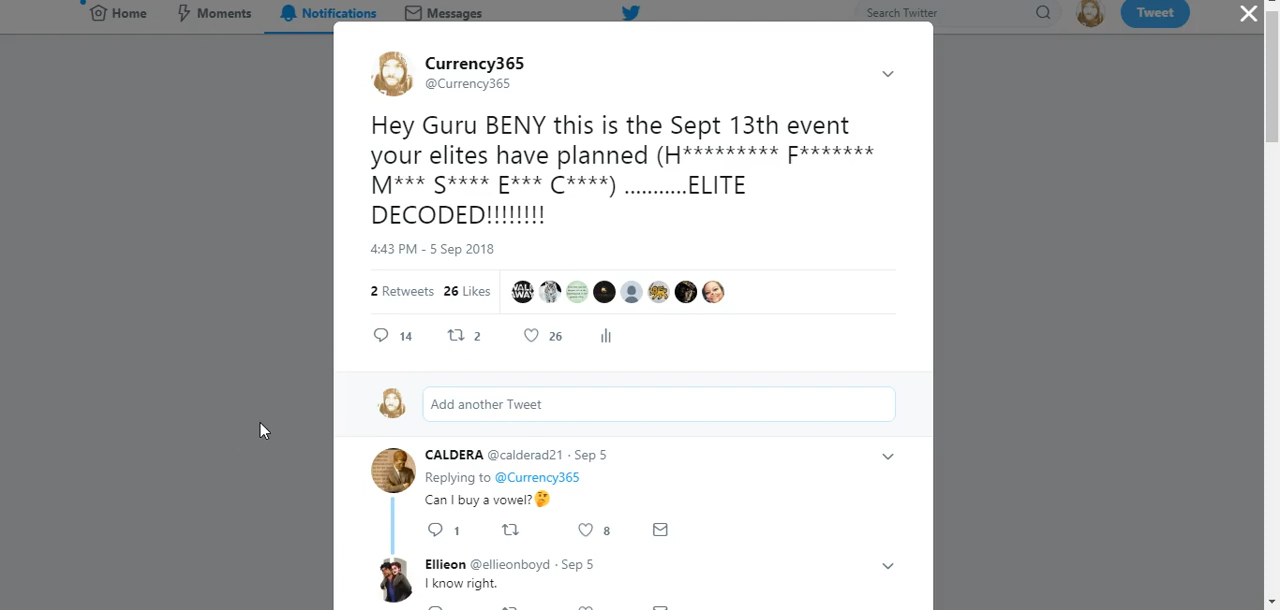 Home Moments Notifications Messages Search Twitter Tweet
Currency365
@Currency365
Hey Guru BENY this is the Sept 13th event
your elites have planned (H********* F*******
M*** S**** E*** C****) ...........ELITE
DECODED!!!!!!!!
4:43 PM - 5 Sep 2018
2 Retweets 26 Likes
14 2 26
Add another Tweet
CALDERA @calderad21 · Sep 5
Replying to @Currency365
Can I buy a vowel?🤔
1 8
Ellieon @ellieonboyd · Sep 5
I know right.